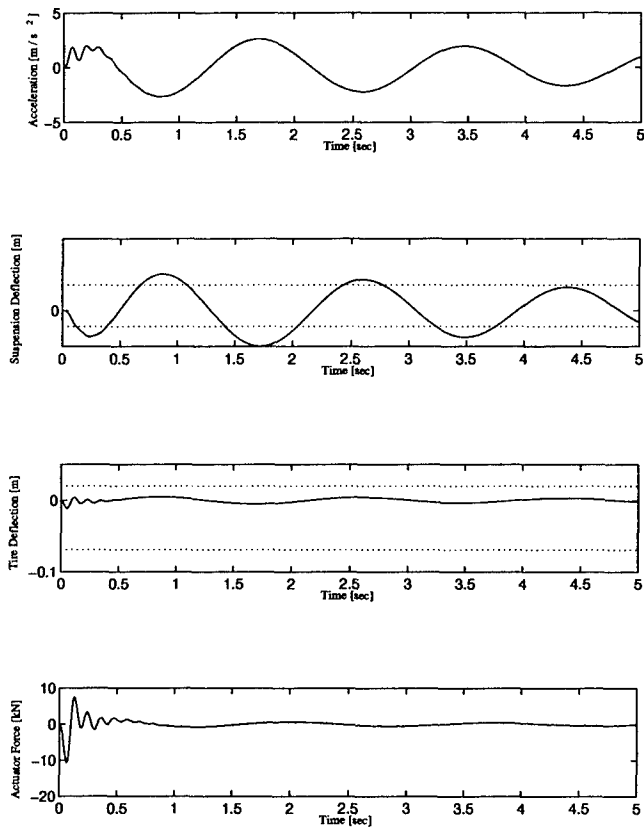 5
0
−5
Acceleration [m / s 2 ]
0 0.5 1 1.5 2 2.5 3 3.5 4 4.5 5
Time [sec]
0
Suspension Deflection [m]
0 0.5 1 1.5 2 2.5 3 3.5 4 4.5 5
Time [sec]
0
−0.1
Tire Deflection [m]
0 0.5 1 1.5 2 2.5 3 3.5 4 4.5 5
Time [sec]
10
0
−10
−20
Actuator Force [kN]
0 0.5 1 1.5 2 2.5 3 3.5 4 4.5 5
Time [sec]